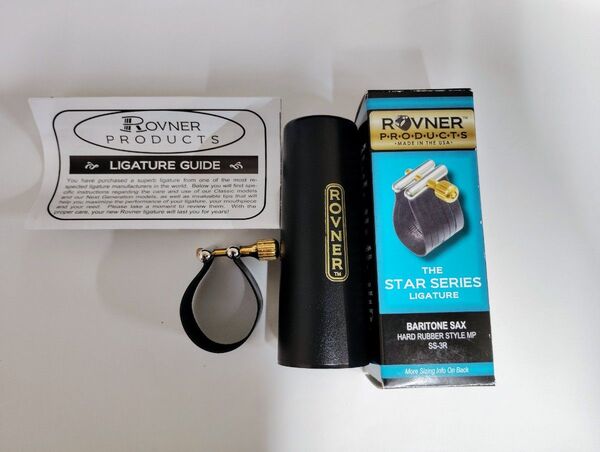 ROVNER
PRODUCTS
LIGATURE GUIDE
You have purchased a superb ligature from one of the most re-
spected ligature manufacturers in the world. Below you will find spe-
cific instructions regarding the care and use of our Classic models
and our Next Generation models, as well as invaluable tips that will
help you maximize the performance of your ligature, your mouthpiece
and your reed. Please take a moment to review them. With the
proper care, your new Rovner ligature will last you for years!
ROVNER™
ROVNER™
PRODUCTS
•MADE IN THE USA•
THE
STAR SERIES
LIGATURE
BARITONE SAX
HARD RUBBER STYLE MP
SS-3R
More Sizing Info On Back